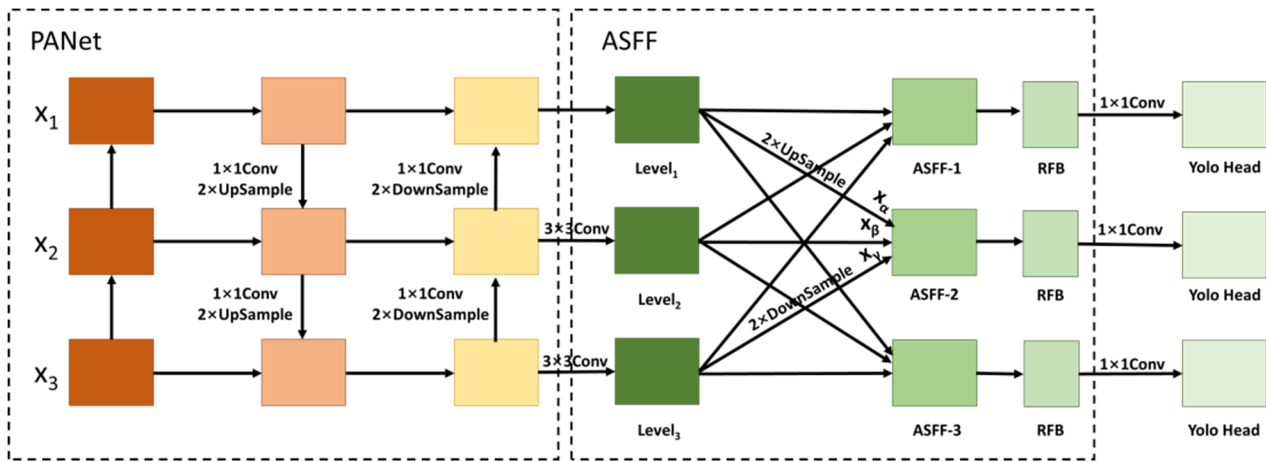 PANet
ASFF
X₁
1×1Conv
2×UpSample
1×1Conv
2×DownSample
Level₁
2×UpSample
ASFF-1
RFB
1×1Conv
Yolo Head
X₂
1×1Conv
2×UpSample
1×1Conv
2×DownSample
3×3Conv
Level₂
Xα
Xβ
Xγ
2×DownSample
ASFF-2
RFB
1×1Conv
Yolo Head
X₃
3×3Conv
Level₃
ASFF-3
RFB
1×1Conv
Yolo Head